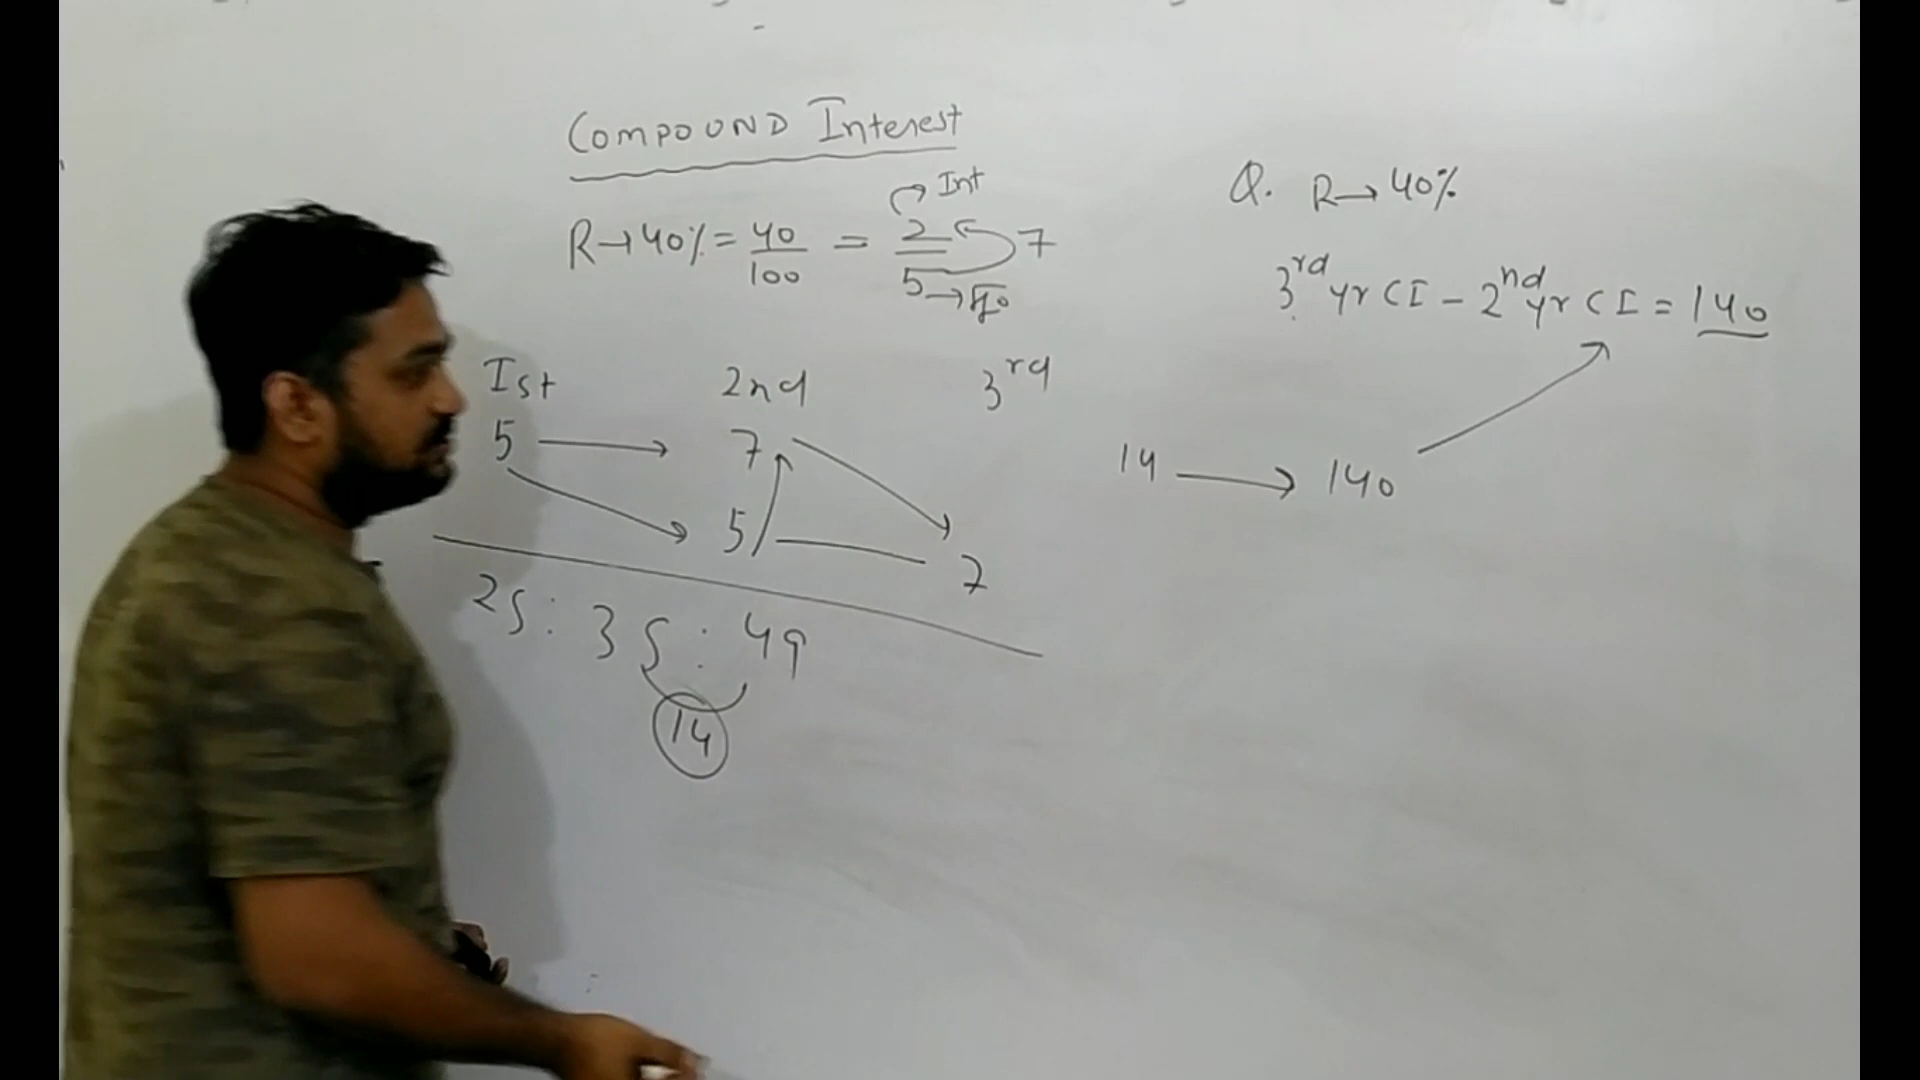 COMPOUND Interest
R→40%= 40/100 = 2/5 7
Int
Ist 2nd 3rd
5 → 7
5 7
25: 35: 49
14
Q. R→40%
3rd yr CI - 2nd yr CI = 140
14 → 140